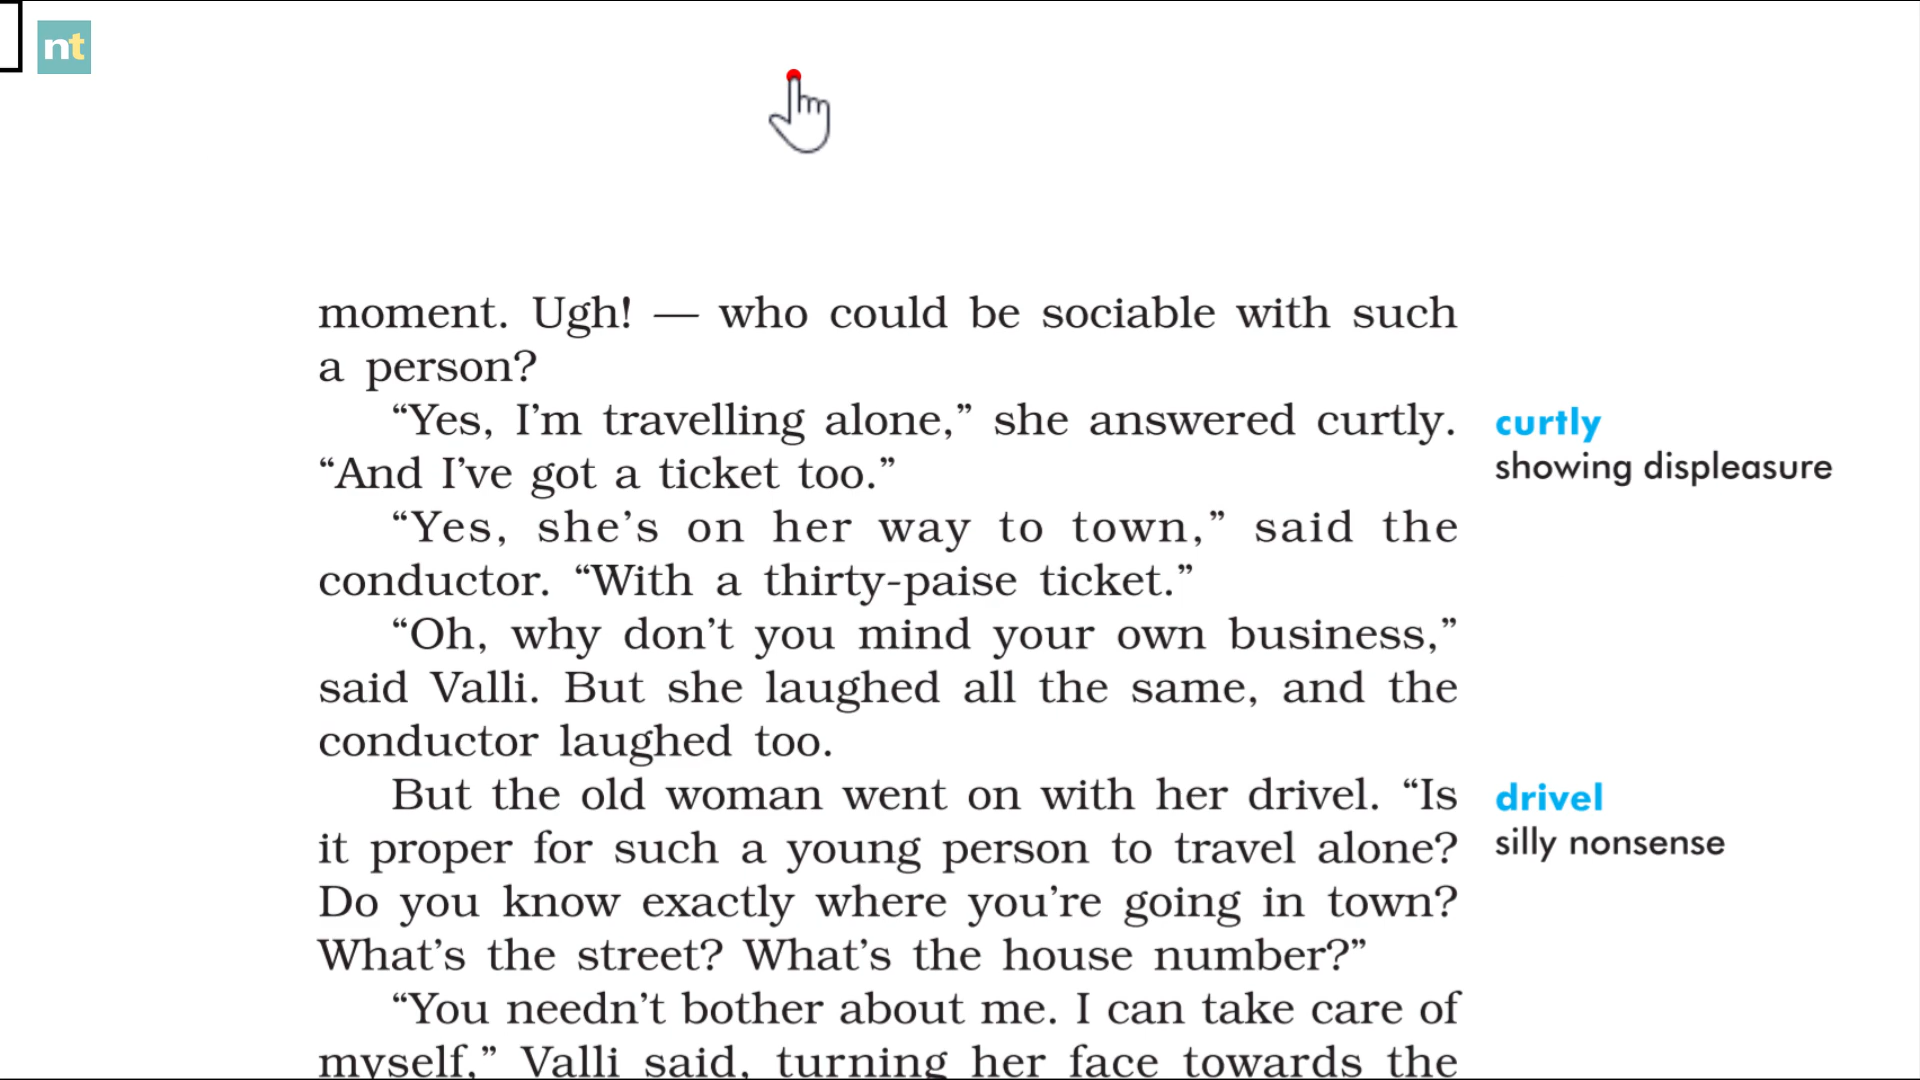 nt
moment. Ugh! — who could be sociable with such
a person?
“Yes, I’m travelling alone,” she answered curtly.
“And I’ve got a ticket too.”
“Yes, she’s on her way to town,” said the
conductor. “With a thirty-paise ticket.”
“Oh, why don’t you mind your own business,”
said Valli. But she laughed all the same, and the
conductor laughed too.
But the old woman went on with her drivel. “Is
it proper for such a young person to travel alone?
Do you know exactly where you’re going in town?
What’s the street? What’s the house number?”
“You needn’t bother about me. I can take care of
myself,” Valli said, turning her face towards the
curtly
showing displeasure
drivel
silly nonsense